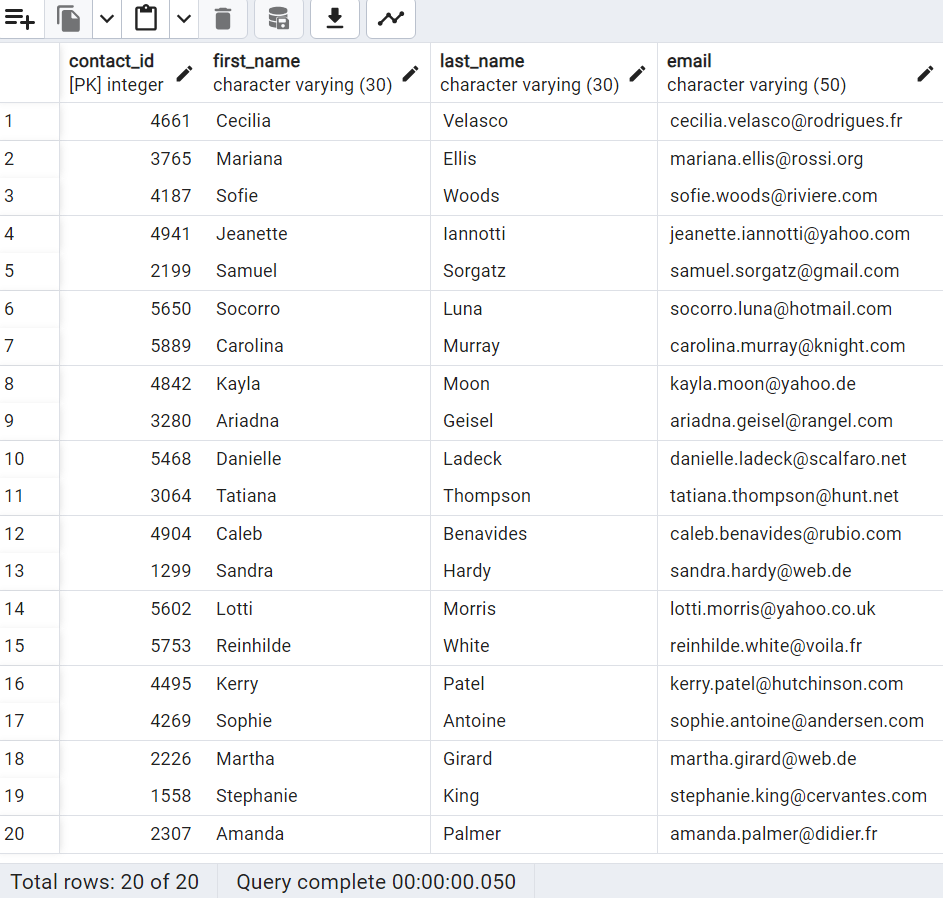 contact_id first_name last_name email
[PK] integer character varying (30) character varying (30) character varying (50)
1 4661 Cecilia Velasco cecilia.velasco@rodrigues.fr
2 3765 Mariana Ellis mariana.ellis@rossi.org
3 4187 Sofie Woods sofie.woods@riviere.com
4 4941 Jeanette Iannotti jeanette.iannotti@yahoo.com
5 2199 Samuel Sorgatz samuel.sorgatz@gmail.com
6 5650 Socorro Luna socorro.luna@hotmail.com
7 5889 Carolina Murray carolina.murray@knight.com
8 4842 Kayla Moon kayla.moon@yahoo.de
9 3280 Ariadna Geisel ariadna.geisel@rangel.com
10 5468 Danielle Ladeck danielle.ladeck@scalfaro.net
11 3064 Tatiana Thompson tatiana.thompson@hunt.net
12 4904 Caleb Benavides caleb.benavides@rubio.com
13 1299 Sandra Hardy sandra.hardy@web.de
14 5602 Lotti Morris lotti.morris@yahoo.co.uk
15 5753 Reinhilde White reinhilde.white@voila.fr
16 4495 Kerry Patel kerry.patel@hutchinson.com
17 4269 Sophie Antoine sophie.antoine@andersen.com
18 2226 Martha Girard martha.girard@web.de
19 1558 Stephanie King stephanie.king@cervantes.com
20 2307 Amanda Palmer amanda.palmer@didier.fr
Total rows: 20 of 20 Query complete 00:00:00.050